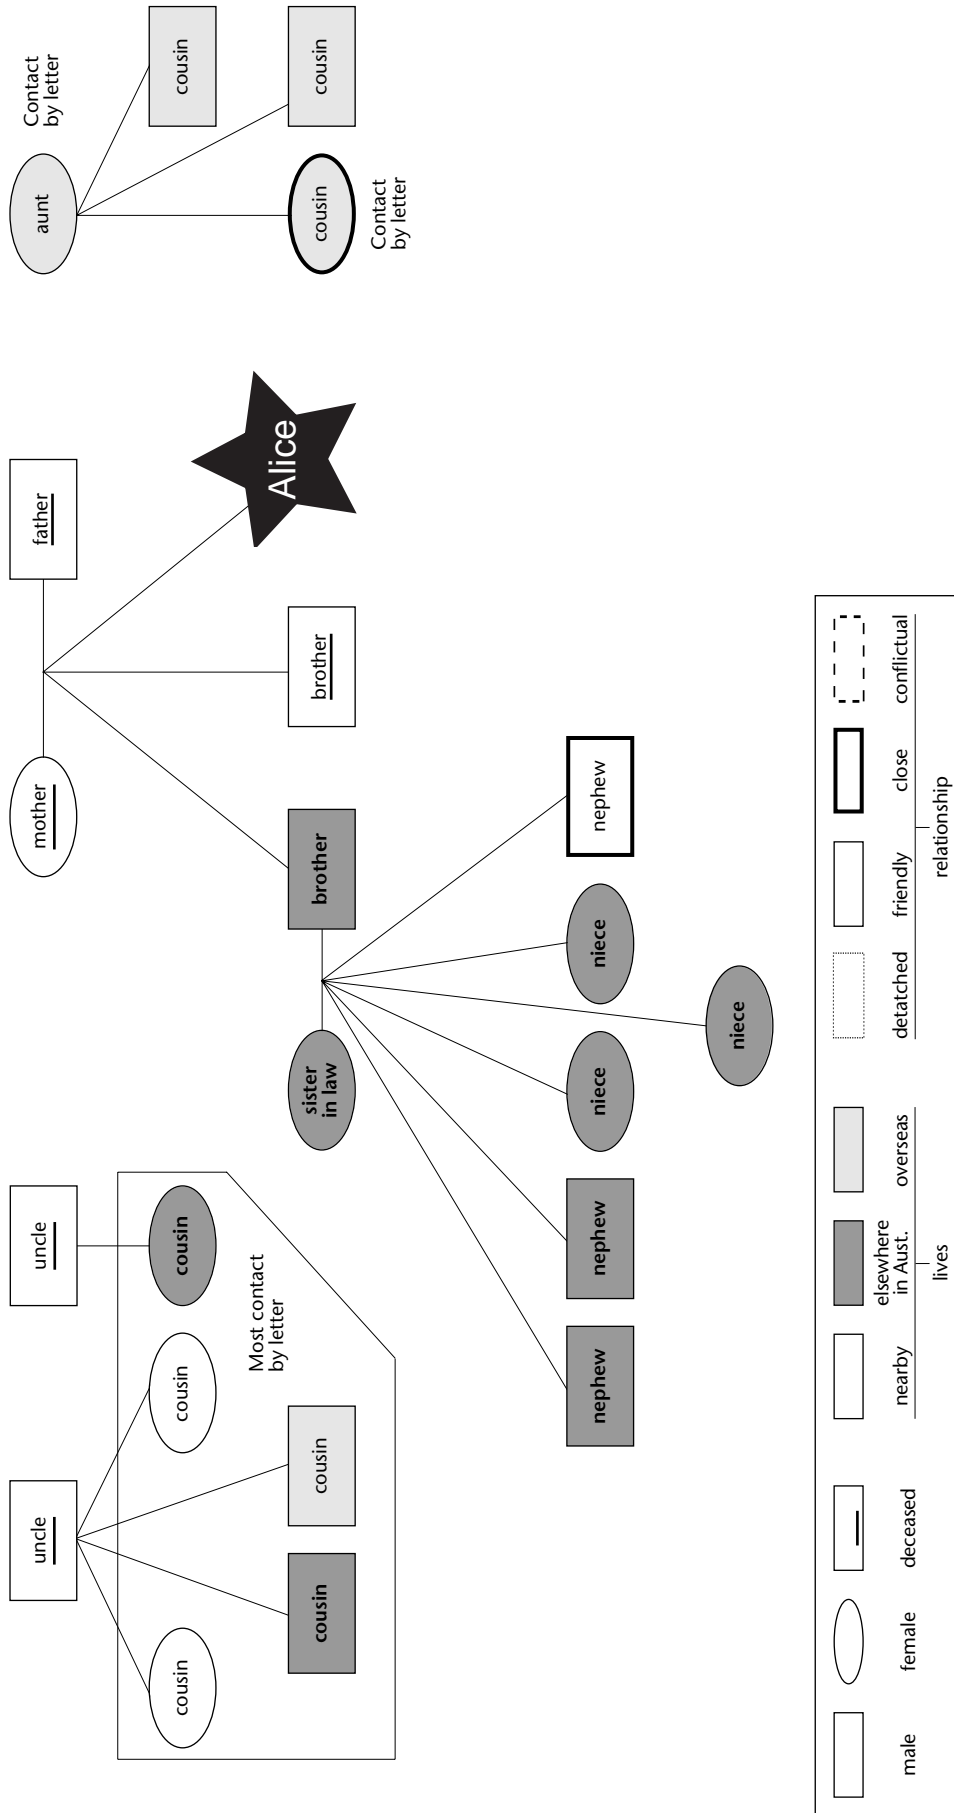 uncle
uncle
mother
father
aunt
Contact
by letter
cousin
cousin
cousin
cousin
cousin
cousin
Most contact
by letter
sister
in law
brother
brother
Alice
cousin
cousin
Contact
by letter
nephew
nephew
niece
niece
nephew
niece
male
female
deceased
nearby
elsewhere
in Aust.
overseas
lives
detatched
friendly
close
conflictual
relationship